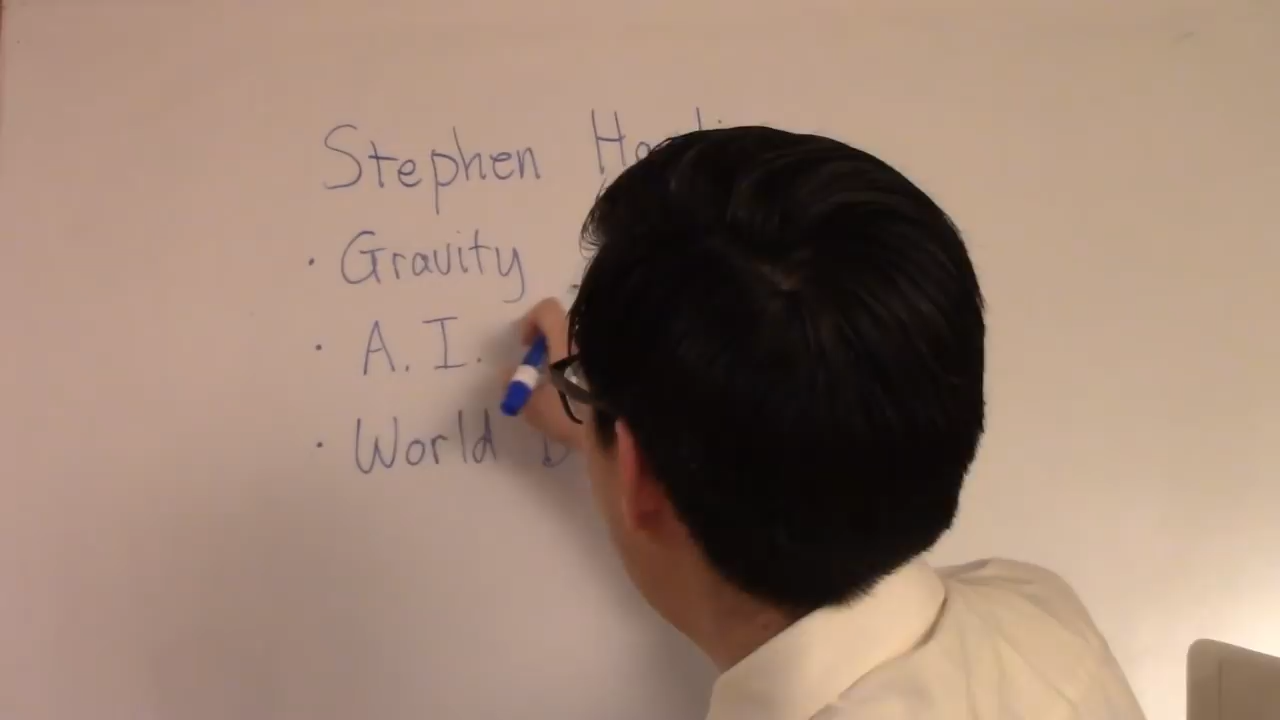 Stephen
· Gravity
· A. I.
· World